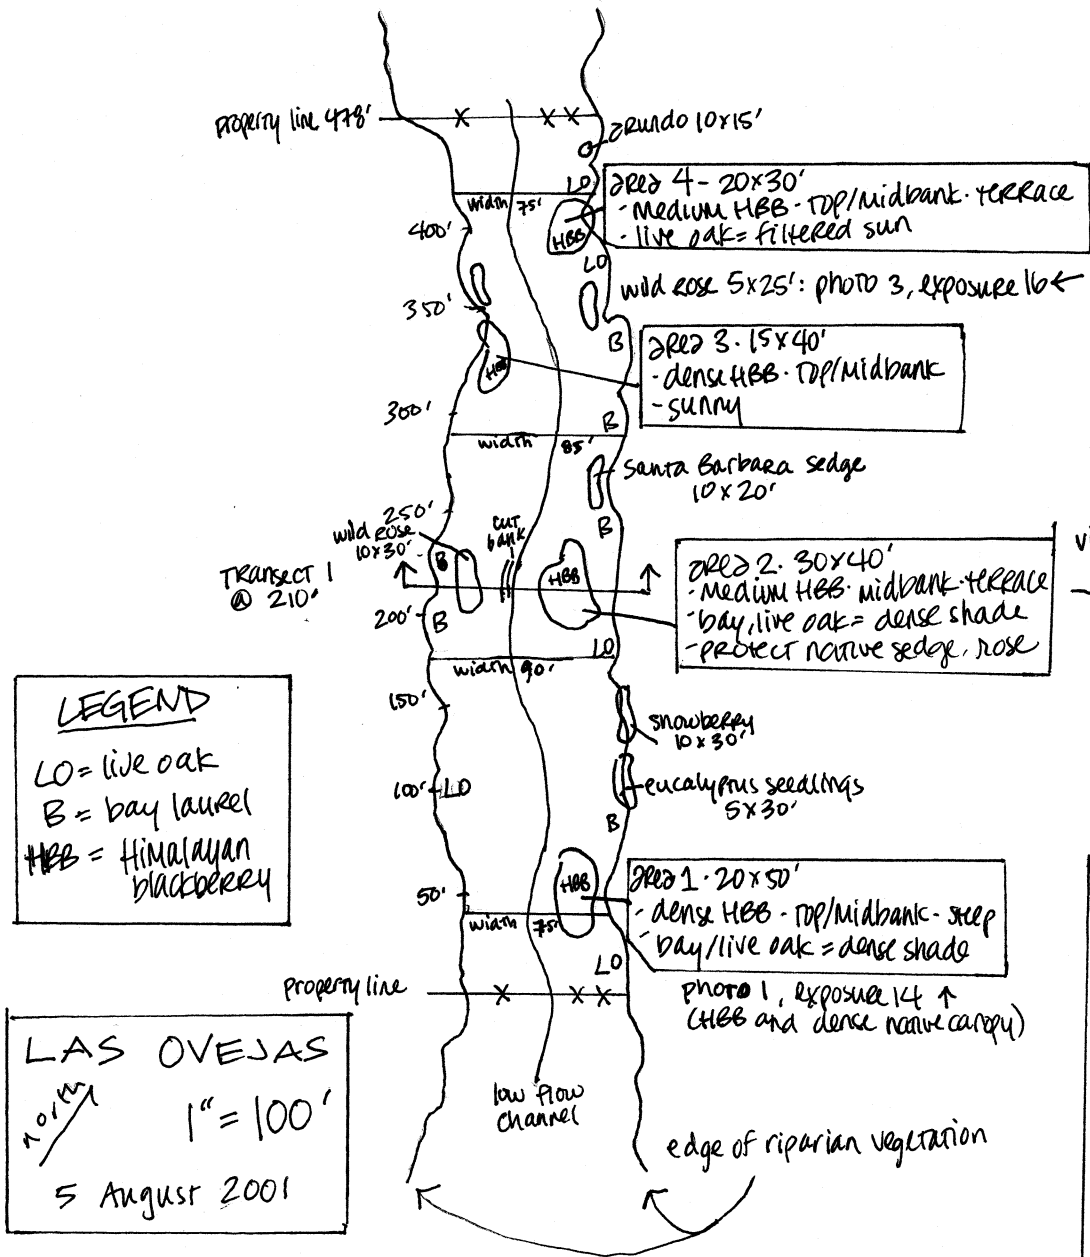 property line 478'
arundo 10x15'
LO
width 75'
area 4 - 20x30'
- medium HBB - top/midbank - terrace
- live oak = filtered sun
HBB
400'
LO
wild rose 5x25': photo 3, exposure 16 ←
350'
B
HBB
area 3 - 15x40'
- dense HBB - top/midbank
- sunny
300'
B
width 85'
Santa Barbara sedge
10x20'
250'
B
wild rose
10x30'
cut
bank
B
HBB
Transect 1
@ 210'
area 2 - 30x40'
- medium HBB - midbank - terrace
- bay, live oak = dense shade
- protect native sedge, rose
200'
B
LO
width 90'
150'
snowberry
10x30'
100'
LO
eucalyptus seedlings
5x30'
B
LEGEND
LO = live oak
B = bay laurel
HBB = Himalayan
blackberry
50'
HBB
width 75'
area 1 - 20x50'
- dense HBB - top/midbank - steep
- bay/live oak = dense shade
LO
property line
photo 1, exposure 14 ↑
(HBB and dense native canopy)
low flow
channel
edge of riparian vegetation
LAS OVEJAS
north
1" = 100'
5 August 2001